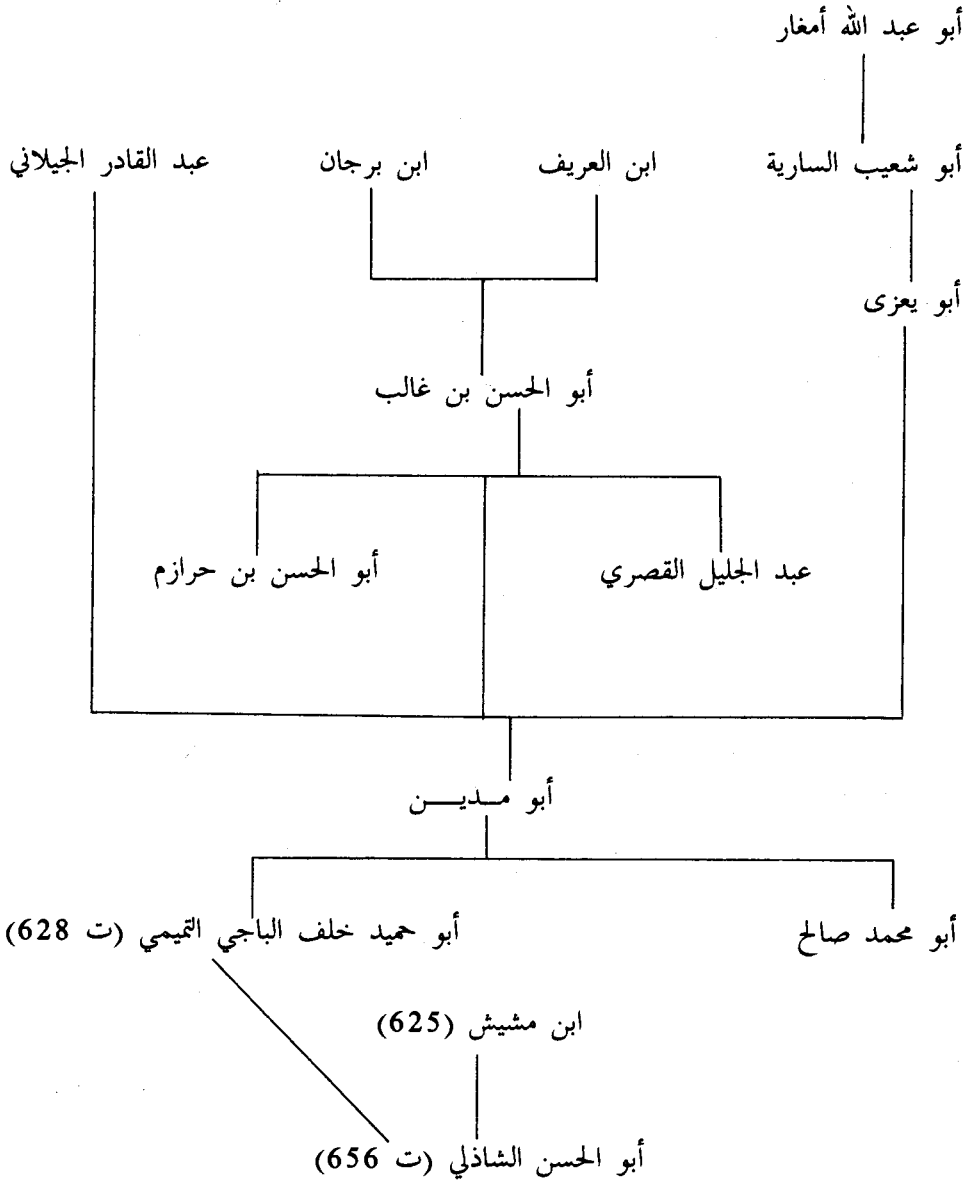 أبو عبد الله أمغار
أبو شعيب السارية ابن العريف ابن برجان عبد القادر الجيلاني
أبو يعزى
أبو الحسن بن غالب
عبد الجليل القصري أبو الحسن بن حرازم
أبو مـديـــن
أبو محمد صالح أبو حميد خلف الباجي التميمي (ت 628)
ابن مشيش (625)
أبو الحسن الشاذلي (ت 656)